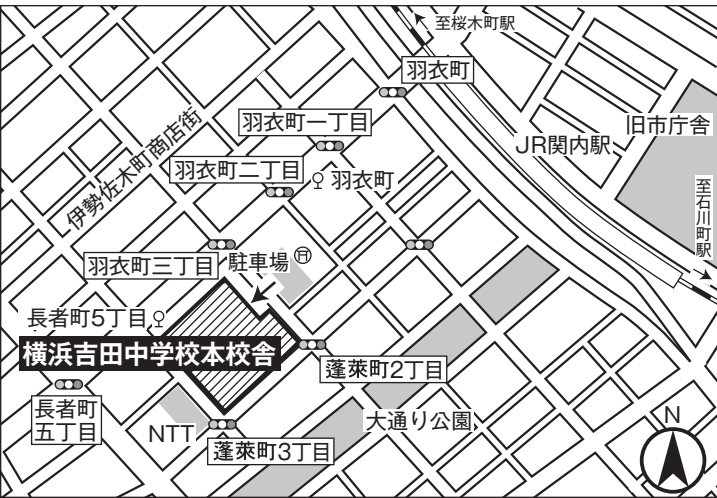 至桜木町駅
羽衣町
旧市庁舎
羽衣町一丁目
JR関内駅
伊勢佐木町商店街
羽衣町二丁目
羽衣町
至石川町駅
羽衣町三丁目
駐車場
長者町5丁目
横浜吉田中学校本校舎
蓬萊町2丁目
長者町
五丁目
NTT
大通り公園
蓬萊町3丁目
N